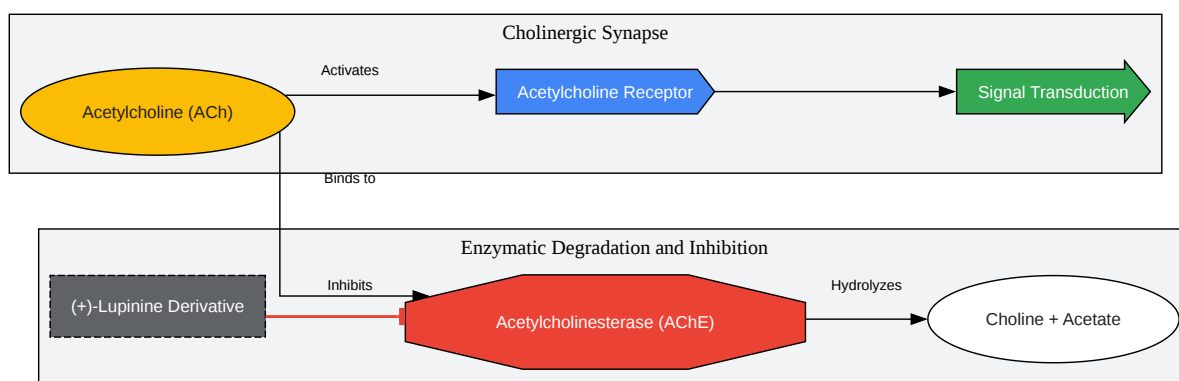 Cholinergic Synapse
Activates
Acetylcholine (ACh)
Acetylcholine Receptor
Signal Transduction
Binds to
Enzymatic Degradation and Inhibition
(+)-Lupinine Derivative
Inhibits
Acetylcholinesterase (AChE)
Hydrolyzes
Choline + Acetate